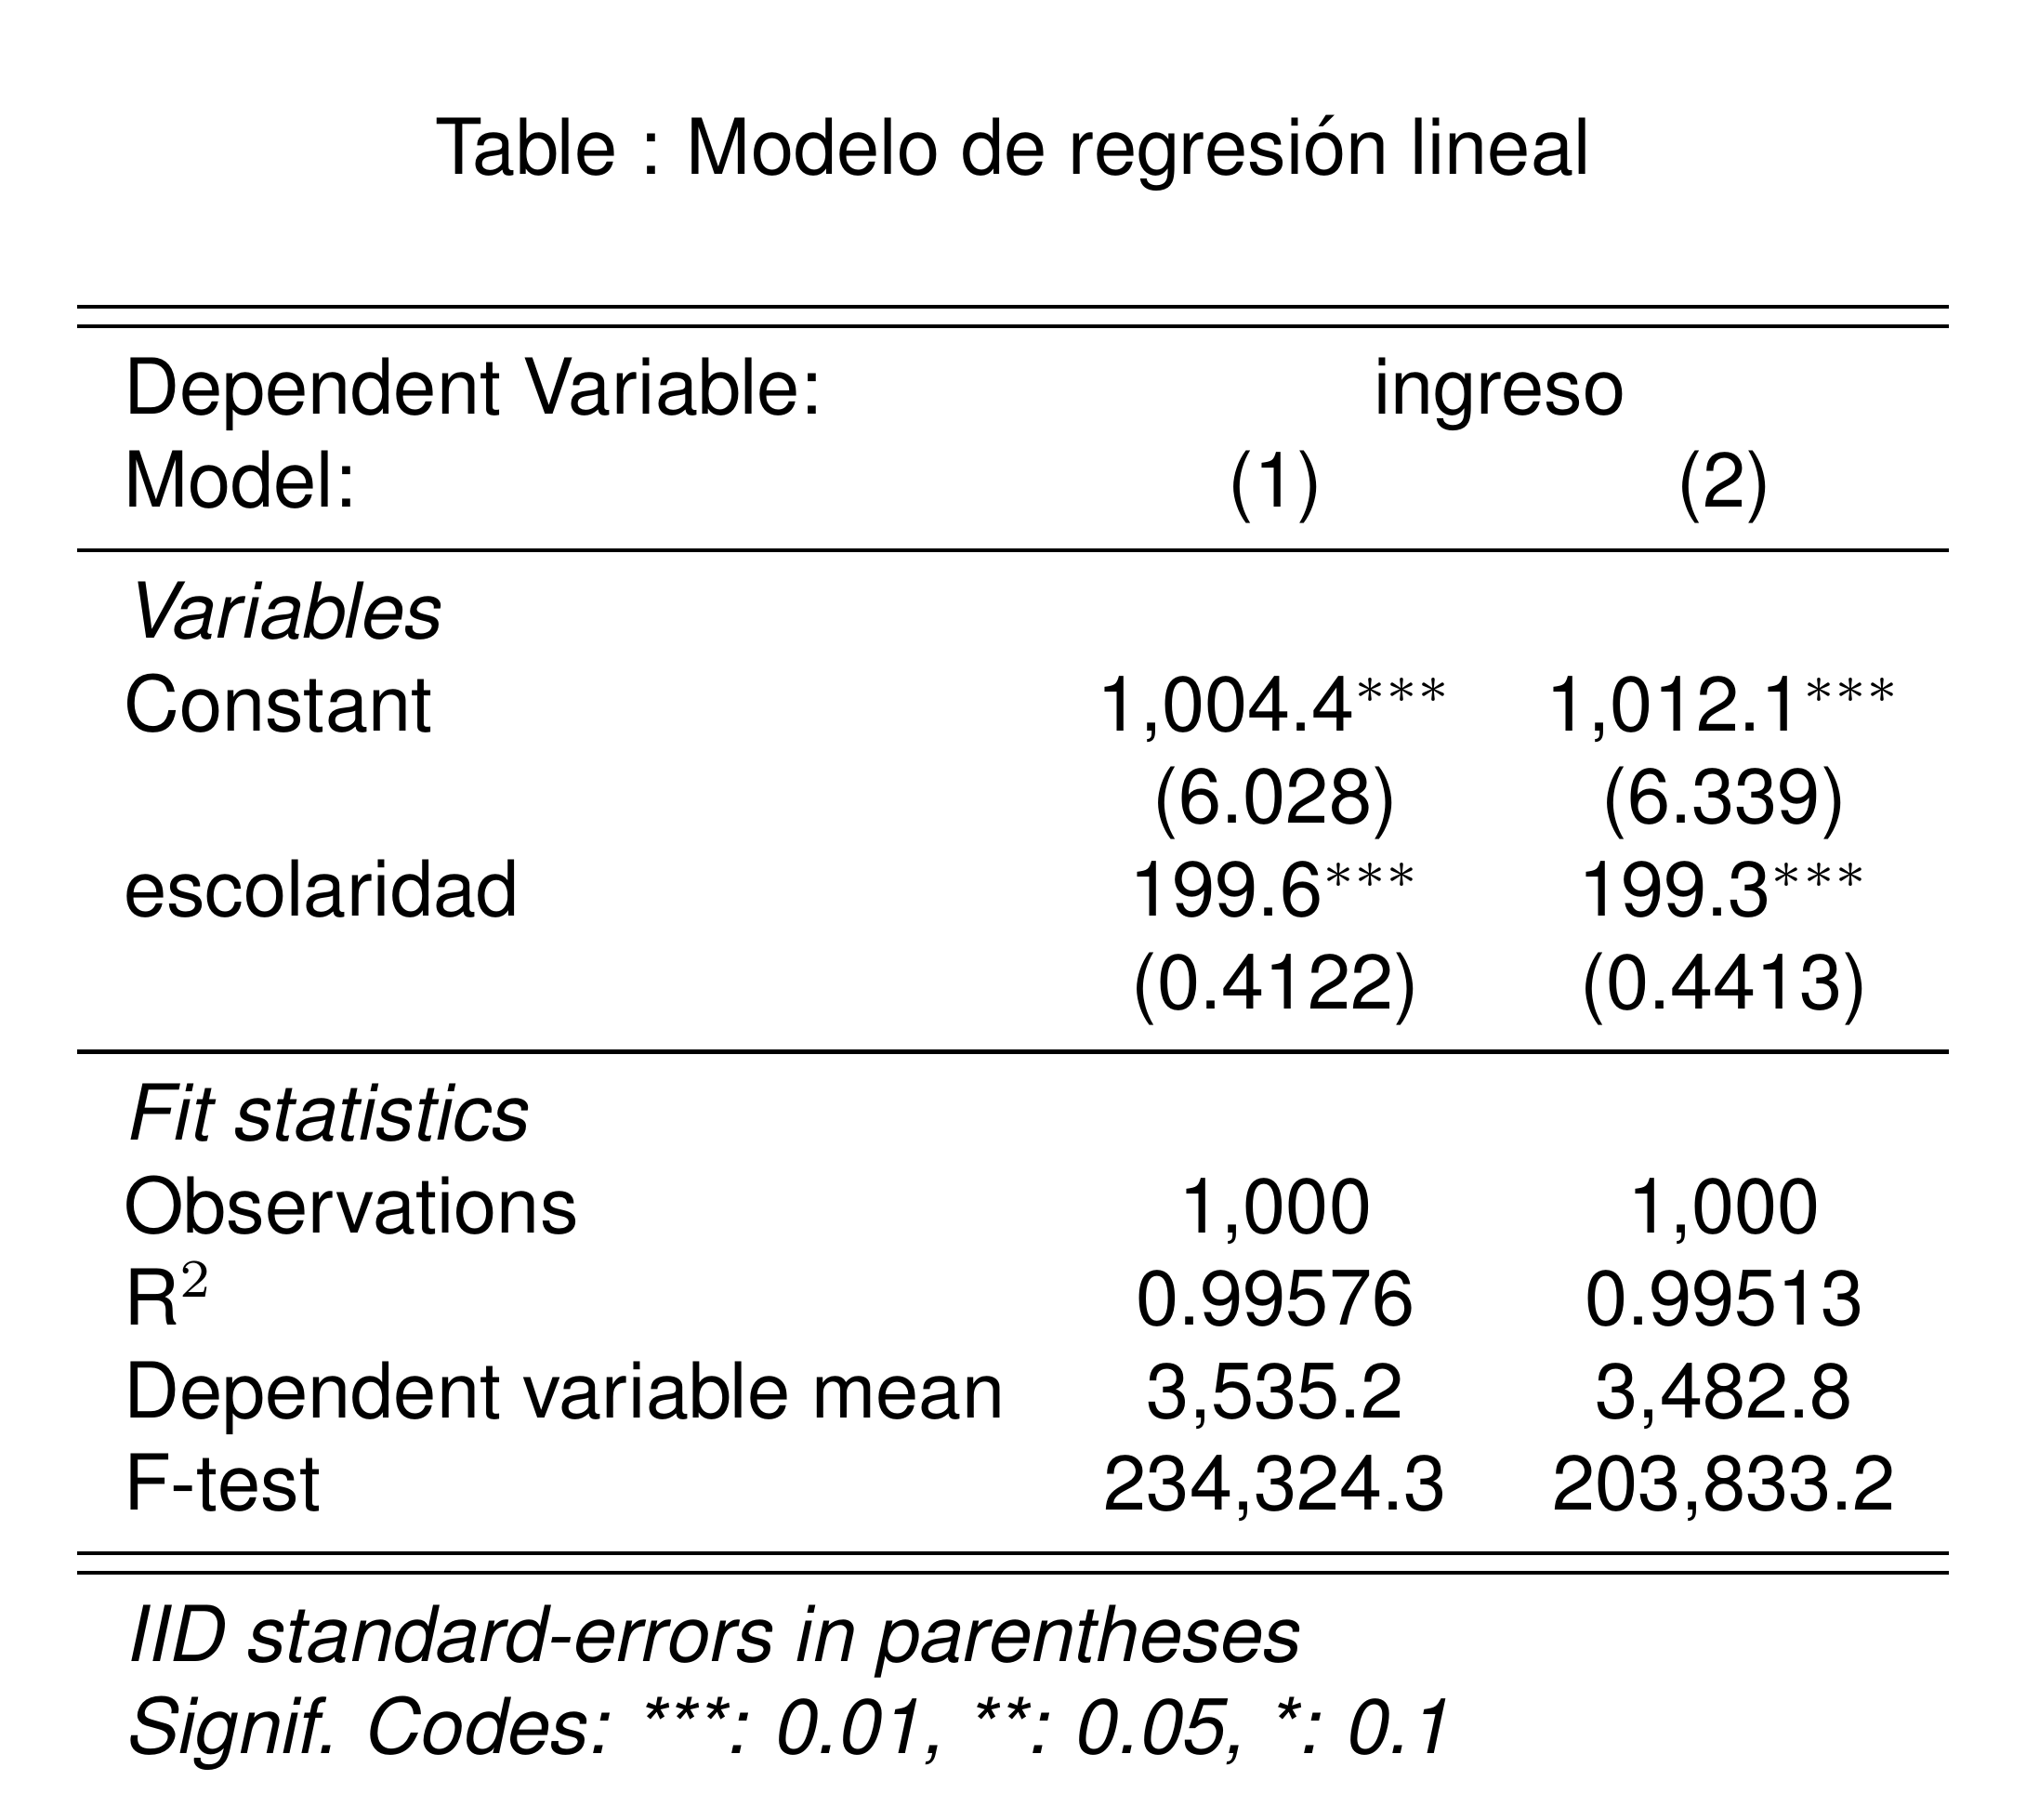 Table : Modelo de regresión lineal
Dependent Variable: ingreso
Model: (1) (2)
Variables
Constant 1,004.4*** 1,012.1***
(6.028) (6.339)
escolaridad 199.6*** 199.3***
(0.4122) (0.4413)
Fit statistics
Observations 1,000 1,000
R² 0.99576 0.99513
Dependent variable mean 3,535.2 3,482.8
F-test 234,324.3 203,833.2
IID standard-errors in parentheses
Signif. Codes: ***: 0.01, **: 0.05, *: 0.1